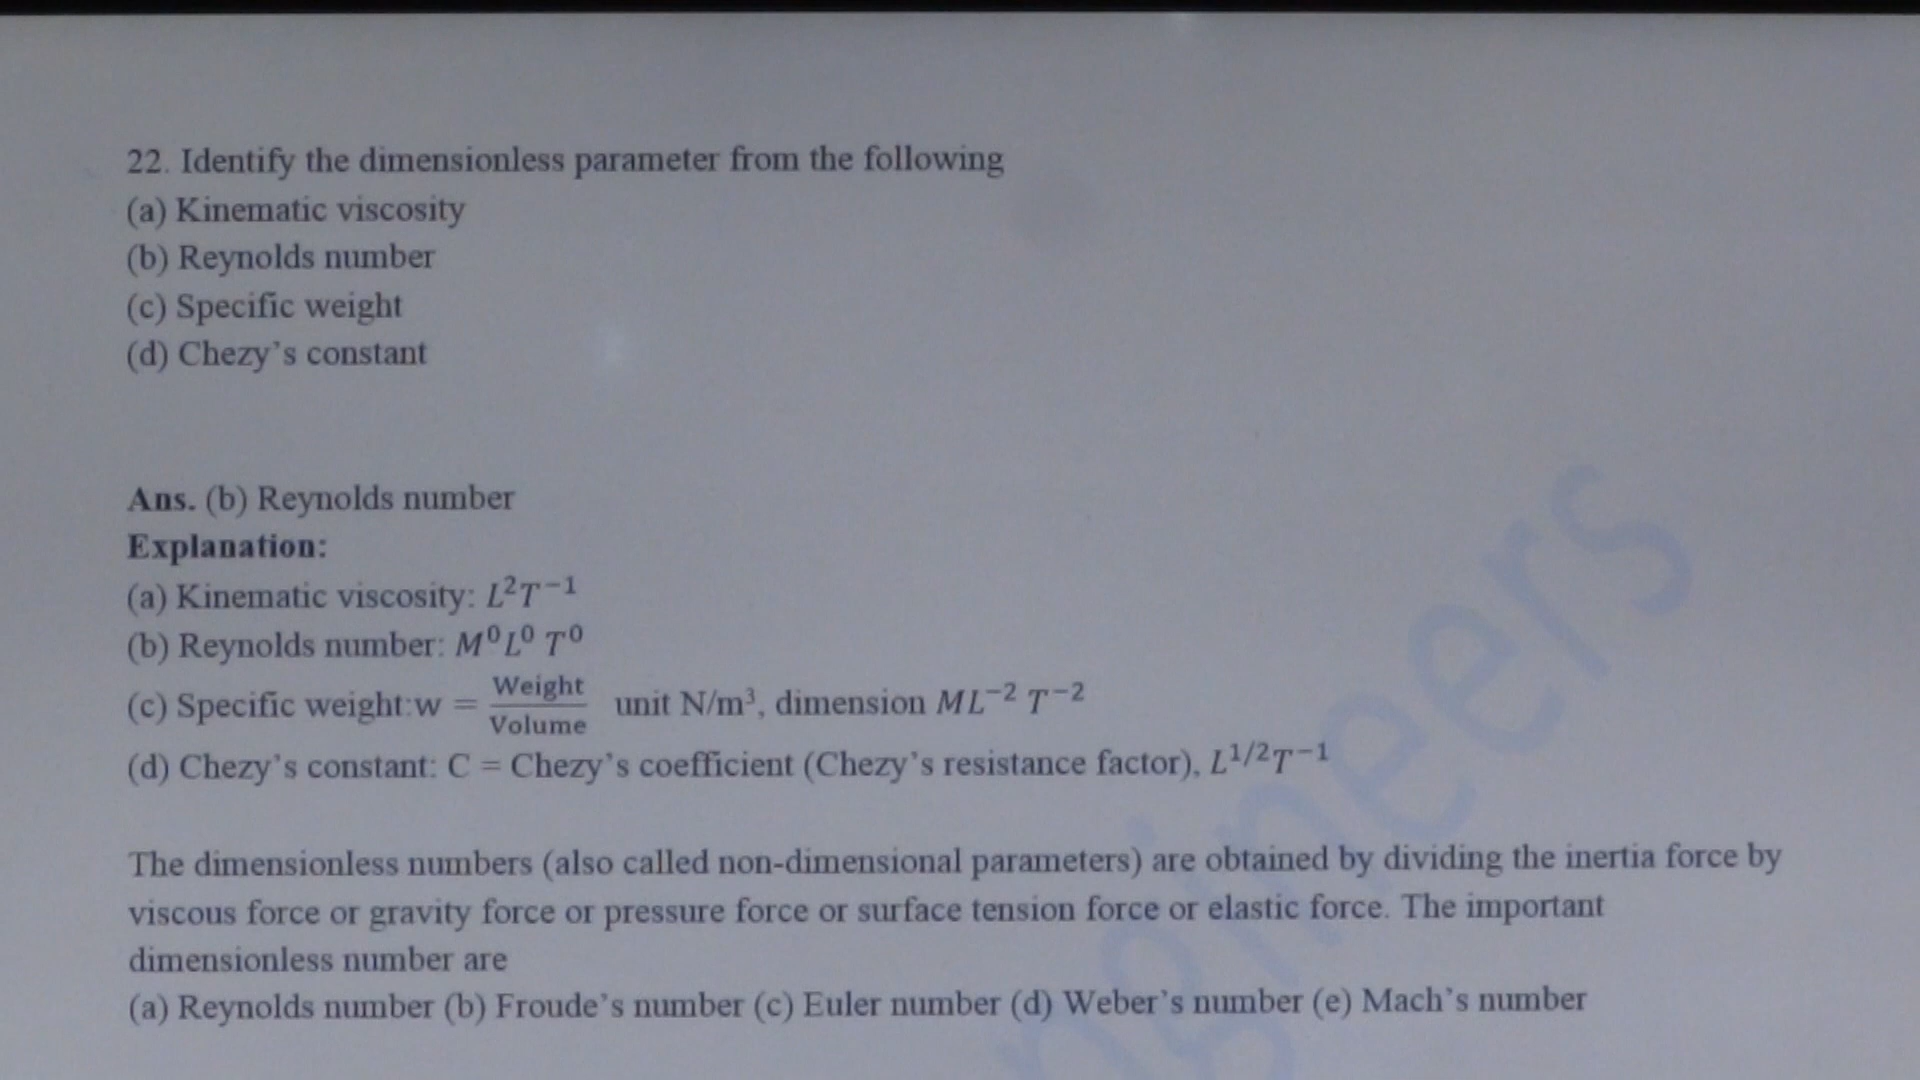 22. Identify the dimensionless parameter from the following
(a) Kinematic viscosity
(b) Reynolds number
(c) Specific weight
(d) Chezy's constant
Ans. (b) Reynolds number
Explanation:
(a) Kinematic viscosity: L²T⁻¹
(b) Reynolds number: M⁰L⁰ T⁰
(c) Specific weight:w = Weight/Volume unit N/m³, dimension ML⁻² T⁻²
(d) Chezy's constant: C = Chezy's coefficient (Chezy's resistance factor), L¹/²T⁻¹
The dimensionless numbers (also called non-dimensional parameters) are obtained by dividing the inertia force by
viscous force or gravity force or pressure force or surface tension force or elastic force. The important
dimensionless number are
(a) Reynolds number (b) Froude's number (c) Euler number (d) Weber's number (e) Mach's number
ngineers